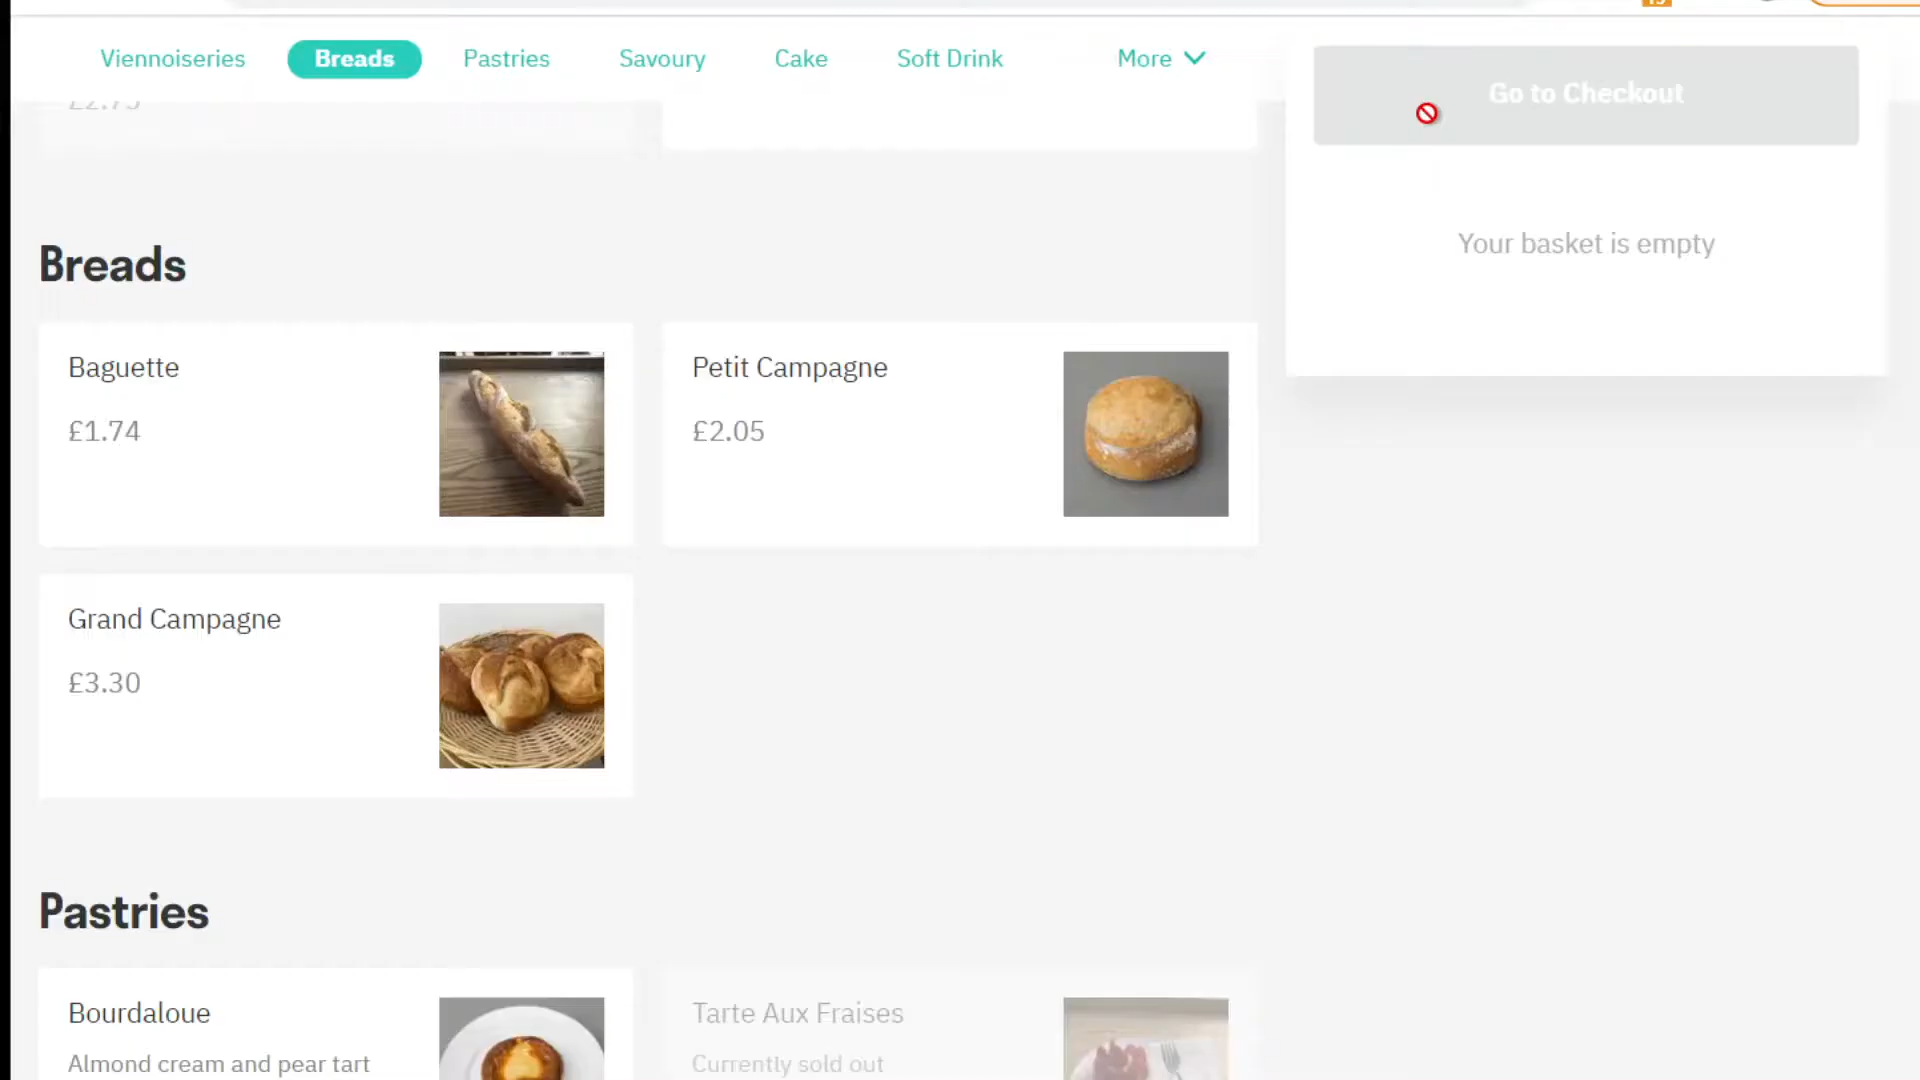 Viennoiseries
Breads
Pastries
Savoury
Cake
Soft Drink
More
Go to Checkout
Your basket is empty
Breads
Baguette
£1.74
Petit Campagne
£2.05
Grand Campagne
£3.30
Pastries
Bourdaloue
Almond cream and pear tart
Tarte Aux Fraises
Currently sold out